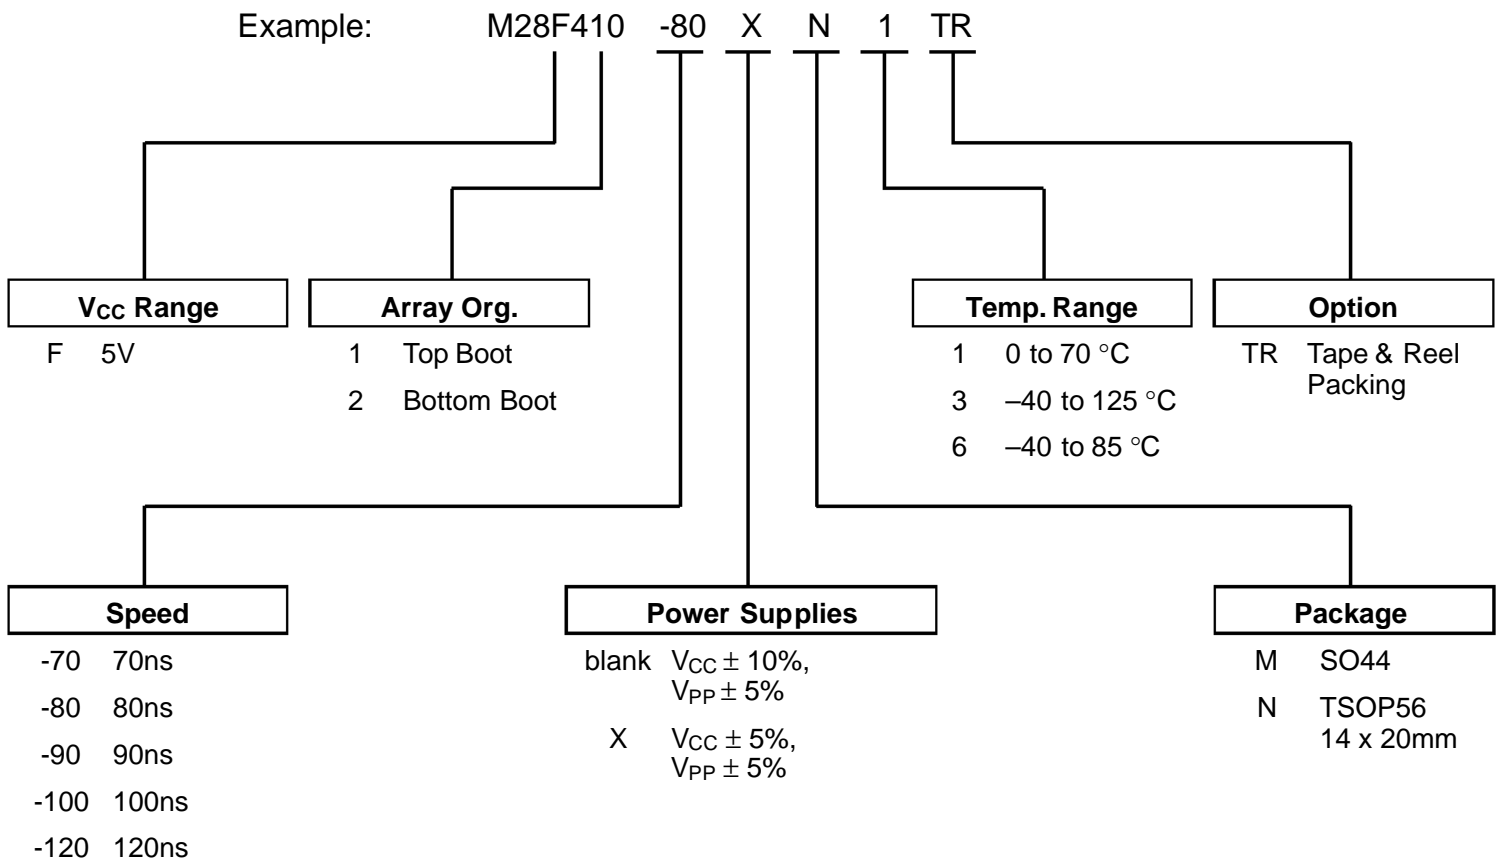 Example: M28F410 -80 X N 1 TR
VCC Range
F 5V
Array Org.
1 Top Boot
2 Bottom Boot
Temp. Range
1 0 to 70 °C
3 –40 to 125 °C
6 –40 to 85 °C
Option
TR Tape & Reel
Packing
Speed
-70 70ns
-80 80ns
-90 90ns
-100 100ns
-120 120ns
Power Supplies
blank VCC ± 10%,
VPP ± 5%
X VCC ± 5%,
VPP ± 5%
Package
M SO44
N TSOP56
14 x 20mm